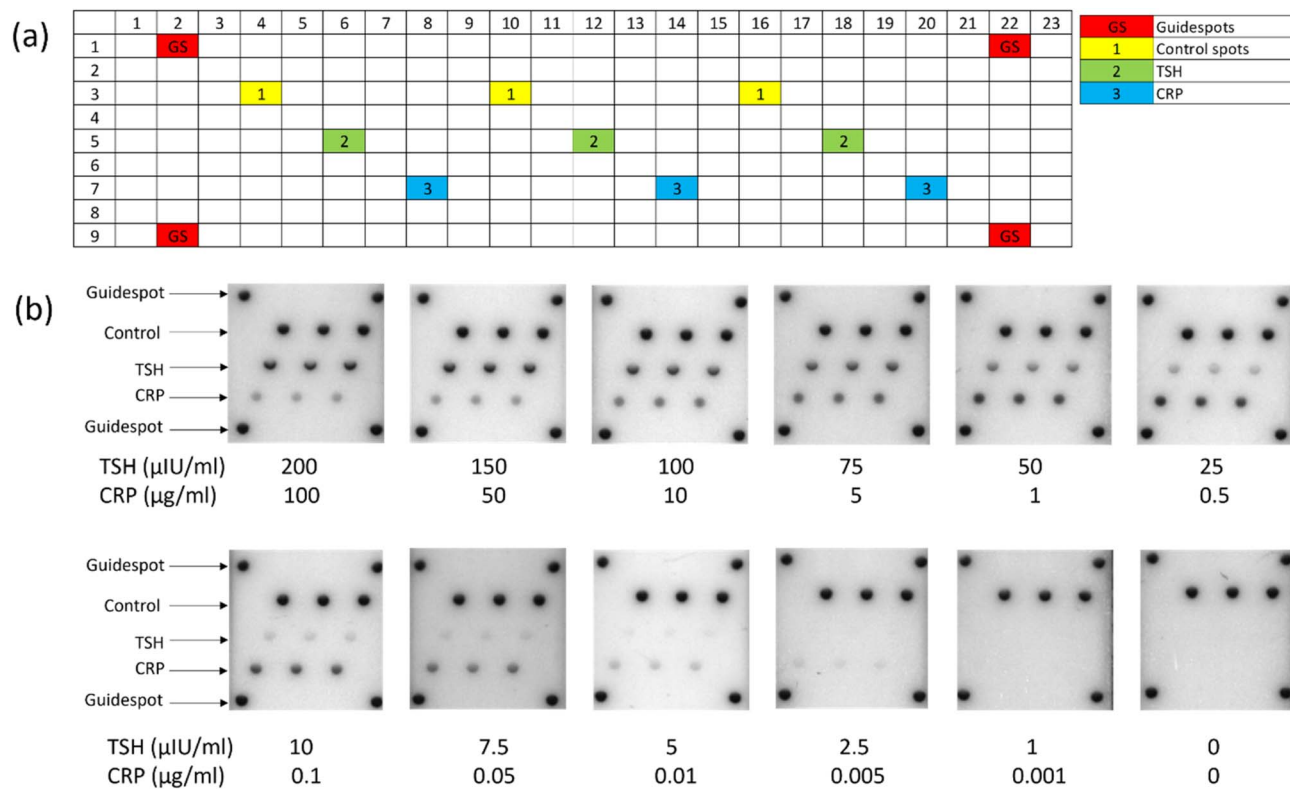 (a)
1 2 3 4 5 6 7 8 9 10 11 12 13 14 15 16 17 18 19 20 21 22 23
1 GS GS
2
3 1 1 1
4
5 2 2 2
6
7 3 3 3
8
9 GS GS
GS Guidespots
1 Control spots
2 TSH
3 CRP
(b)
Guidespot
Control
TSH
CRP
Guidespot
TSH (µIU/ml) 200 150 100 75 50 25
CRP (µg/ml) 100 50 10 5 1 0.5
Guidespot
Control
TSH
CRP
Guidespot
TSH (µIU/ml) 10 7.5 5 2.5 1 0
CRP (µg/ml) 0.1 0.05 0.01 0.005 0.001 0